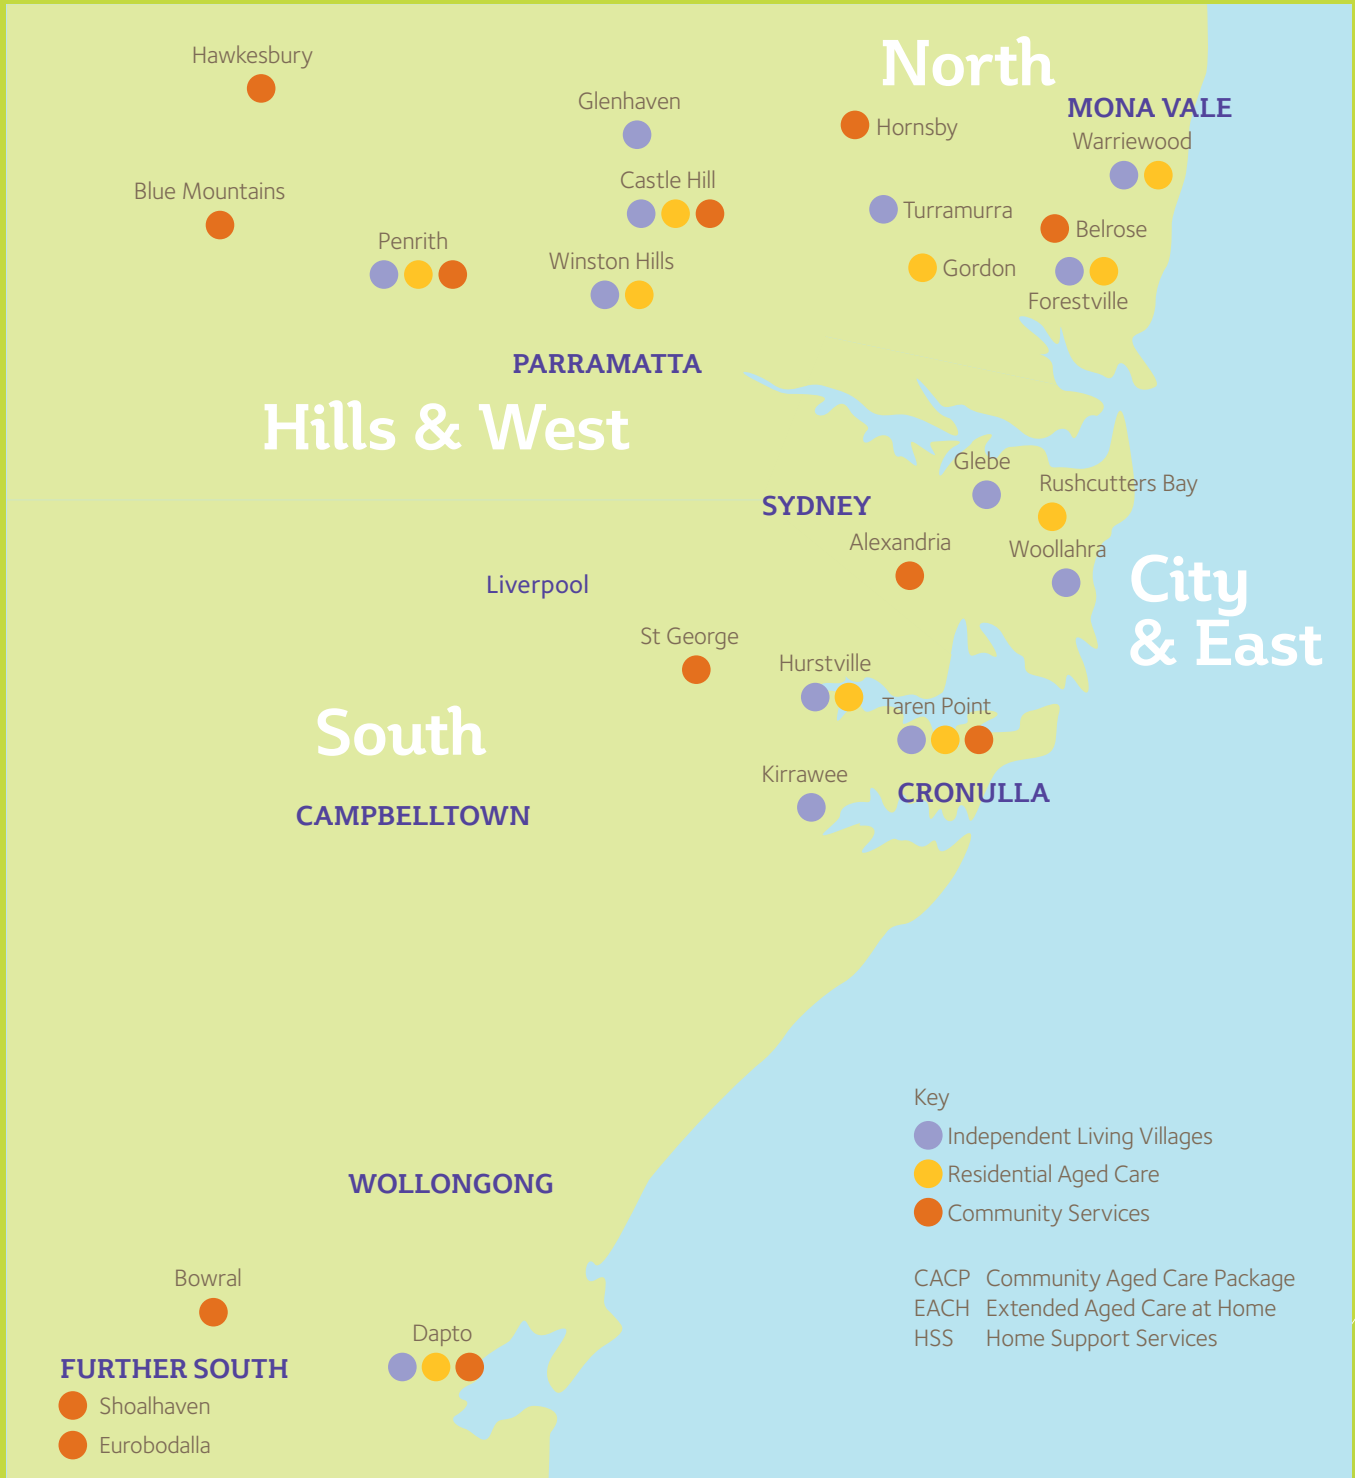 North
Hawkesbury
Glenhaven
MONA VALE
Hornsby
Warriewood
Castle Hill
Blue Mountains
Turramurra
Belrose
Penrith
Winston Hills
Gordon
Forestville
PARRAMATTA
Hills & West
Glebe
Rushcutters Bay
SYDNEY
Alexandria
Woollahra
City
& East
Liverpool
St George
Hurstville
Taren Point
South
Kirrawee
CRONULLA
CAMPBELLTOWN
Key
Independent Living Villages
Residential Aged Care
Community Services
WOLLONGONG
CACP Community Aged Care Package
EACH Extended Aged Care at Home
HSS Home Support Services
Bowral
Dapto
FURTHER SOUTH
Shoalhaven
Eurobodalla